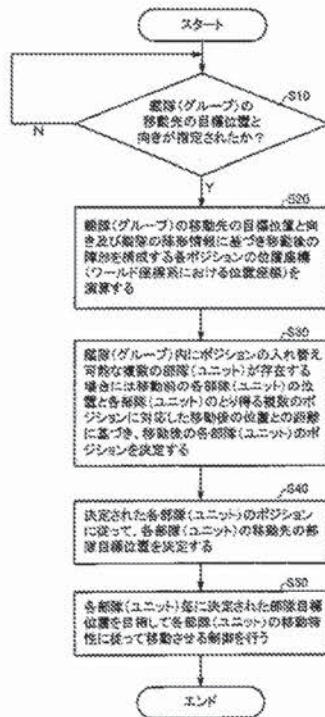 スタート
S10
艦隊(グループ)の
移動先の目標位置と
向きが指定されたか？
N
Y
S20
艦隊(グループ)の移動先の目標位置と向
き及び艦隊の陣形情報に基づき移動後の
陣形を構成する各ポジションの位置座標
(ワールド座標系における位置座標)を
演算する
S30
艦隊(グループ)内にポジションの入れ替え
可能な複数の部隊(ユニット)が存在する
場合には移動前の各部隊(ユニット)の位置
と各部隊(ユニット)のとり得る複数のポ
ジションに対応した移動後の位置との距離
に基づき、移動後の各部隊(ユニット)のポ
ジションを決定する
S40
決定された各部隊(ユニット)のポジション
に従って、各部隊(ユニット)の移動先の部
隊目標位置を決定する
S50
各部隊(ユニット)毎に決定された部隊目標
位置を目指して各部隊(ユニット)の移動特
性に従って移動させる制御を行う
エンド